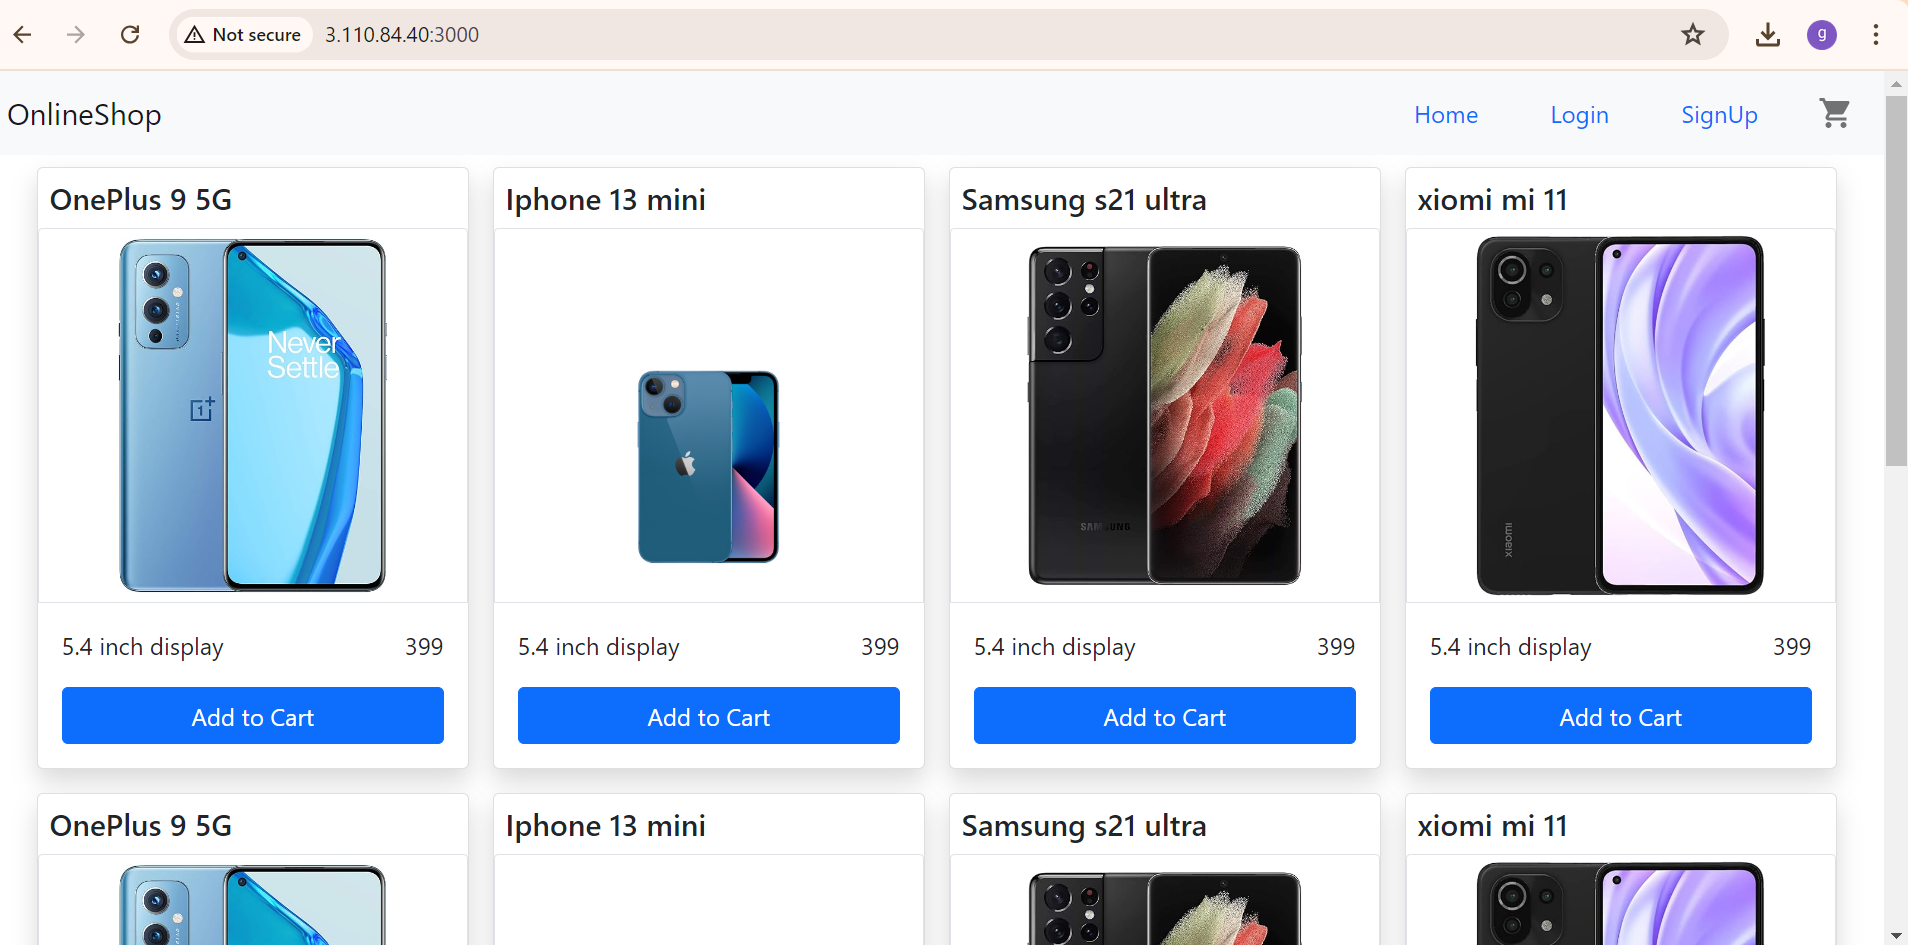 Not secure
3.110.84.40:3000
g
OnlineShop
Home
Login
SignUp
OnePlus 9 5G
Iphone 13 mini
Samsung s21 ultra
xiomi mi 11
Never
Settle
1+
SAMSUNG
XIAOMI
5.4 inch display 399
5.4 inch display 399
5.4 inch display 399
5.4 inch display 399
Add to Cart
Add to Cart
Add to Cart
Add to Cart
OnePlus 9 5G
Iphone 13 mini
Samsung s21 ultra
xiomi mi 11